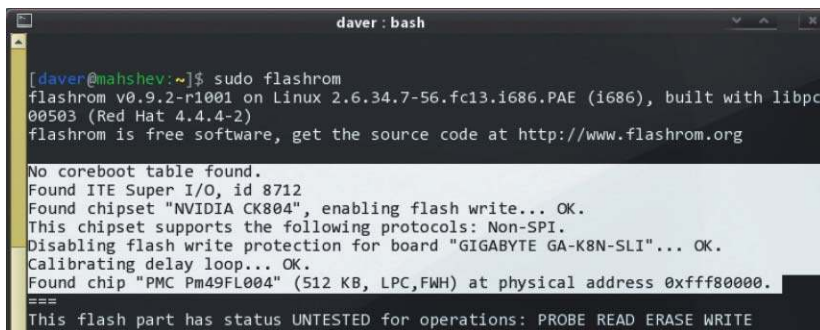 daver : bash
[daver@mahshev:~]$ sudo flashrom
flashrom v0.9.2-r1001 on Linux 2.6.34.7-56.fc13.i686.PAE (i686), built with libpc
00503 (Red Hat 4.4.4-2)
flashrom is free software, get the source code at http://www.flashrom.org
No coreboot table found.
Found ITE Super I/O, id 8712
Found chipset "NVIDIA CK804", enabling flash write... OK.
This chipset supports the following protocols: Non-SPI.
Disabling flash write protection for board "GIGABYTE GA-K8N-SLI"... OK.
Calibrating delay loop... OK.
Found chip "PMC Pm49FL004" (512 KB, LPC,FWH) at physical address 0xfff80000.
===
This flash part has status UNTESTED for operations: PROBE READ ERASE WRITE